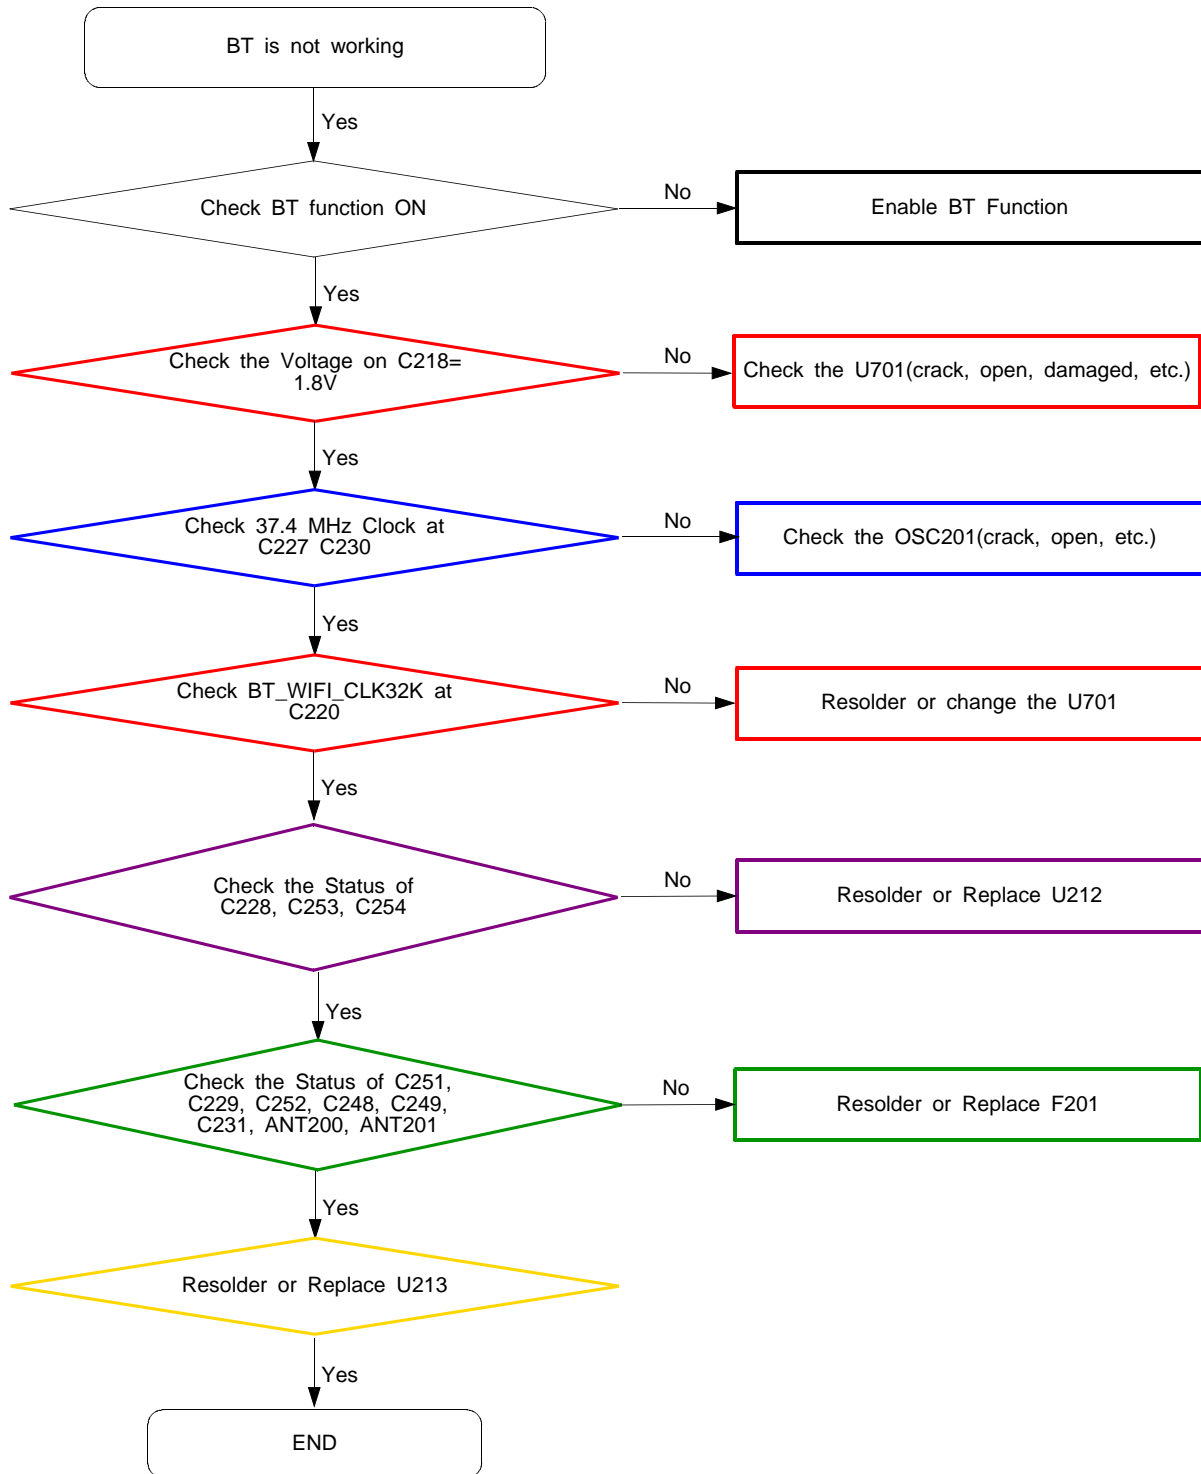 BT is not working
Yes
Check BT function ON
No
Enable BT Function
Yes
Check the Voltage on C218=
1.8V
No
Check the U701(crack, open, damaged, etc.)
Yes
Check 37.4 MHz Clock at
C227 C230
No
Check the OSC201(crack, open, etc.)
Yes
Check BT_WIFI_CLK32K at
C220
No
Resolder or change the U701
Yes
Check the Status of
C228, C253, C254
No
Resolder or Replace U212
Yes
Check the Status of C251,
C229, C252, C248, C249,
C231, ANT200, ANT201
No
Resolder or Replace F201
Yes
Resolder or Replace U213
Yes
END